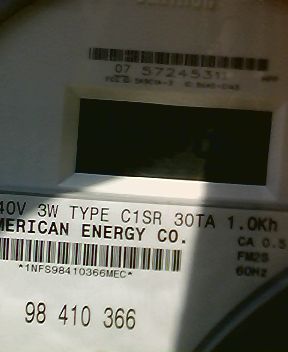 07 5724531
40V 3W TYPE C1SR 30TA 1.0Kh
MERICAN ENERGY CO.
CA 0.5
FM2S
60Hz
*1NFS98410366MEC*
98 410 366